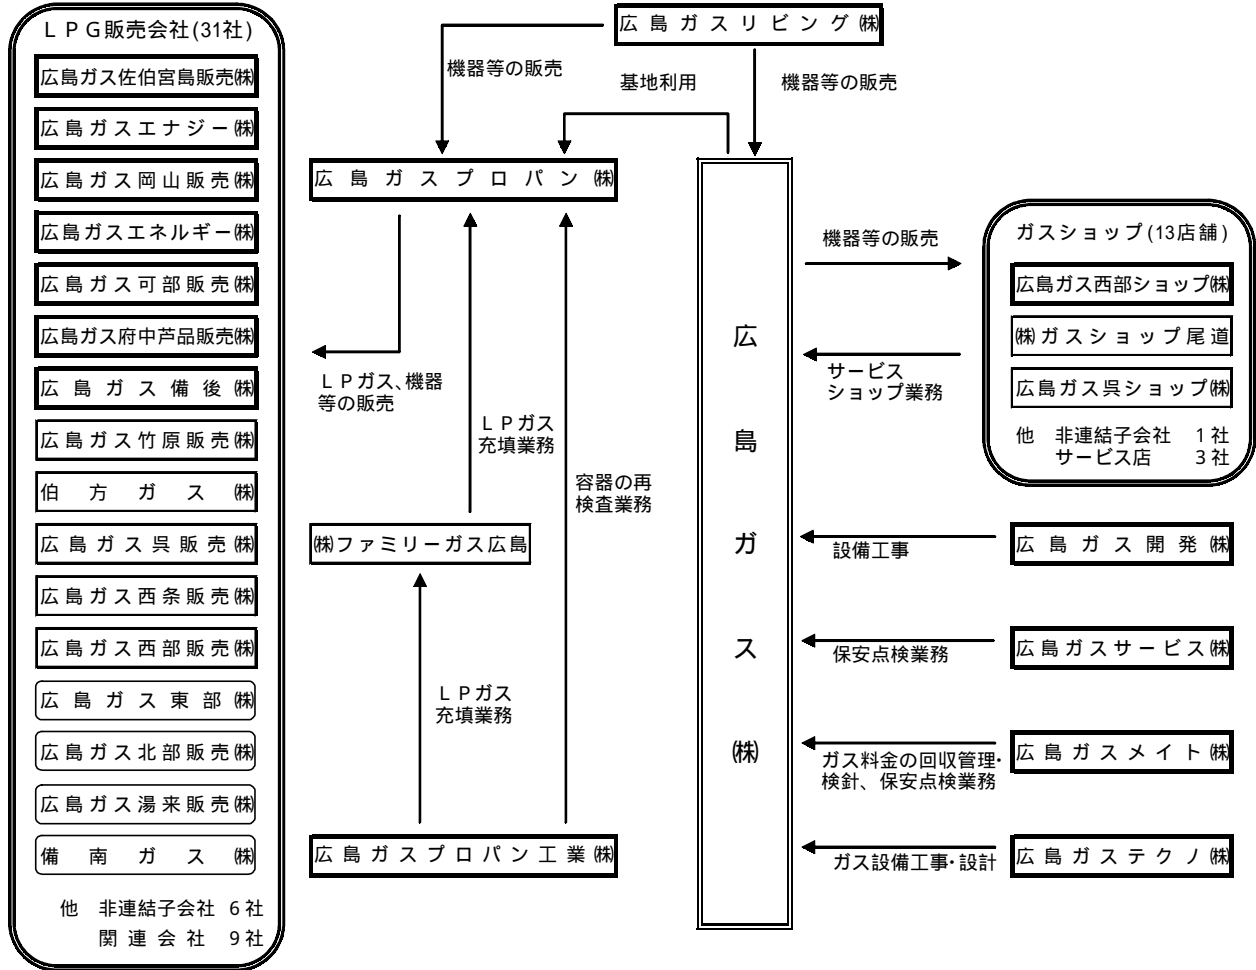 LPG販売会社(31社)
広島ガス佐伯宮島販売㈱
広島ガスエナジー㈱
広島ガス岡山販売㈱
広島ガスエネルギー㈱
広島ガス可部販売㈱
広島ガス府中芦品販売㈱
広島ガス備後㈱
広島ガス竹原販売㈱
伯方ガス㈱
広島ガス呉販売㈱
広島ガス西条販売㈱
広島ガス西部販売㈱
広島ガス東部㈱
広島ガス北部販売㈱
広島ガス湯来販売㈱
備南ガス㈱
他 非連結子会社 6社
関連会社 9社
広島ガスリビング㈱
機器等の販売
基地利用
機器等の販売
広島ガスプロパン㈱
LPガス、機器
等の販売
LPガス
充填業務
容器の再
検査業務
㈱ファミリーガス広島
LPガス
充填業務
広島ガスプロパン工業㈱
広島ガス㈱
機器等の販売
サービス
ショップ業務
ガスショップ(13店舗)
広島ガス西部ショップ㈱
㈱ガスショップ尾道
広島ガス呉ショップ㈱
他 非連結子会社 1社
サービス店 3社
設備工事
広島ガス開発㈱
保安点検業務
広島ガスサービス㈱
ガス料金の回収管理・
検針、保安点検業務
広島ガスメイト㈱
ガス設備工事・設計
広島ガステクノ㈱